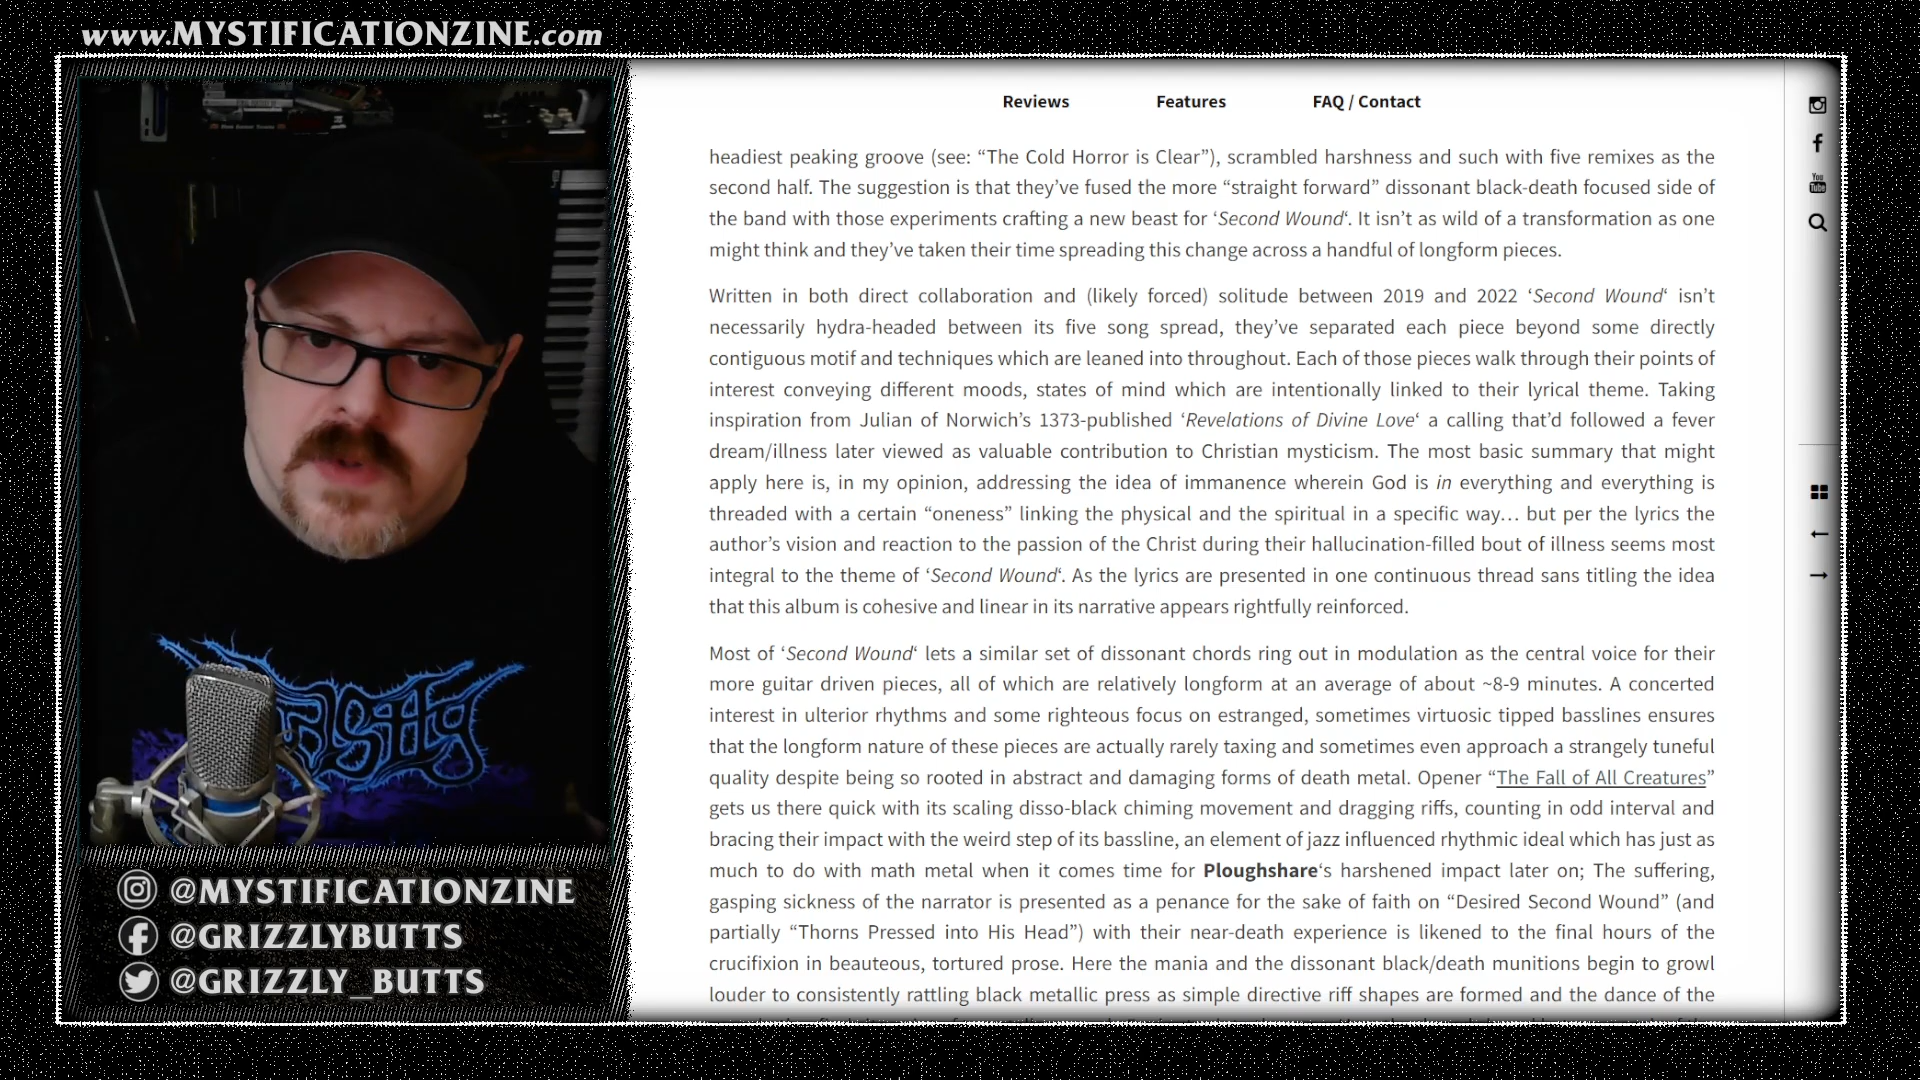 www.MYSTIFICATIONZINE.com
Reviews
Features
FAQ / Contact
headiest peaking groove (see: “The Cold Horror is Clear”), scrambled harshness and such with five remixes as the
second half. The suggestion is that they’ve fused the more “straight forward” dissonant black-death focused side of
the band with those experiments crafting a new beast for ‘Second Wound‘. It isn’t as wild of a transformation as one
might think and they’ve taken their time spreading this change across a handful of longform pieces.
Written in both direct collaboration and (likely forced) solitude between 2019 and 2022 ‘Second Wound‘ isn’t
necessarily hydra-headed between its five song spread, they’ve separated each piece beyond some directly
contiguous motif and techniques which are leaned into throughout. Each of those pieces walk through their points of
interest conveying different moods, states of mind which are intentionally linked to their lyrical theme. Taking
inspiration from Julian of Norwich’s 1373-published ‘Revelations of Divine Love‘ a calling that’d followed a fever
dream/illness later viewed as valuable contribution to Christian mysticism. The most basic summary that might
apply here is, in my opinion, addressing the idea of immanence wherein God is in everything and everything is
threaded with a certain “oneness” linking the physical and the spiritual in a specific way… but per the lyrics the
author’s vision and reaction to the passion of the Christ during their hallucination-filled bout of illness seems most
integral to the theme of ‘Second Wound‘. As the lyrics are presented in one continuous thread sans titling the idea
that this album is cohesive and linear in its narrative appears rightfully reinforced.
Most of ‘Second Wound‘ lets a similar set of dissonant chords ring out in modulation as the central voice for their
more guitar driven pieces, all of which are relatively longform at an average of about ~8-9 minutes. A concerted
interest in ulterior rhythms and some righteous focus on estranged, sometimes virtuosic tipped basslines ensures
that the longform nature of these pieces are actually rarely taxing and sometimes even approach a strangely tuneful
quality despite being so rooted in abstract and damaging forms of death metal. Opener “The Fall of All Creatures”
gets us there quick with its scaling disso-black chiming movement and dragging riffs, counting in odd interval and
bracing their impact with the weird step of its bassline, an element of jazz influenced rhythmic ideal which has just as
much to do with math metal when it comes time for Ploughshare‘s harshened impact later on; The suffering,
gasping sickness of the narrator is presented as a penance for the sake of faith on “Desired Second Wound” (and
partially “Thorns Pressed into His Head”) with their near-death experience is likened to the final hours of the
crucifixion in beauteous, tortured prose. Here the mania and the dissonant black/death munitions begin to growl
louder to consistently rattling black metallic press as simple directive riff shapes are formed and the dance of the
You
Tube
@MYSTIFICATIONZINE
@GRIZZLYBUTTS
@GRIZZLY_BUTTS